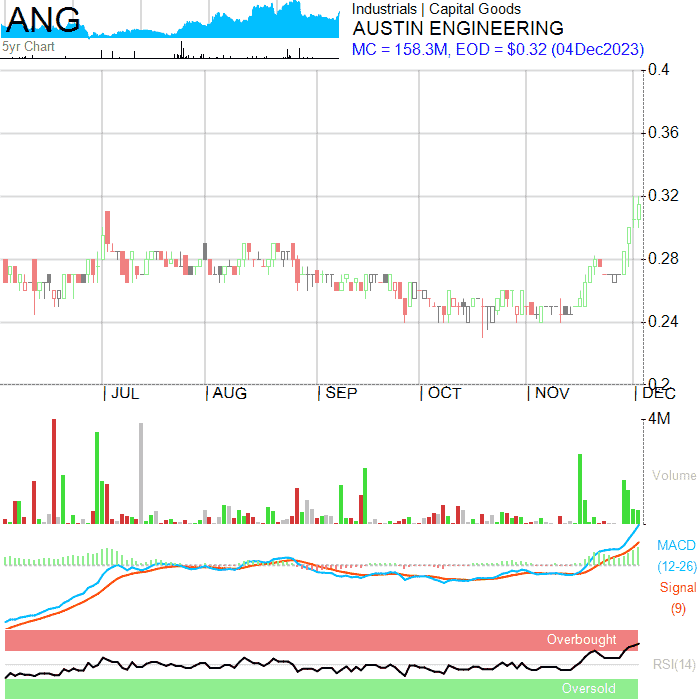 ANG
5yr Chart
Industrials | Capital Goods
AUSTIN ENGINEERING
MC = 158.3M, EOD = $0.32 (04Dec2023)
0.4
0.36
0.32
0.28
0.24
0.2
JUL AUG SEP OCT NOV DEC
4M
Volume
MACD
(12-26)
Signal
(9)
Overbought
RSI(14)
Oversold